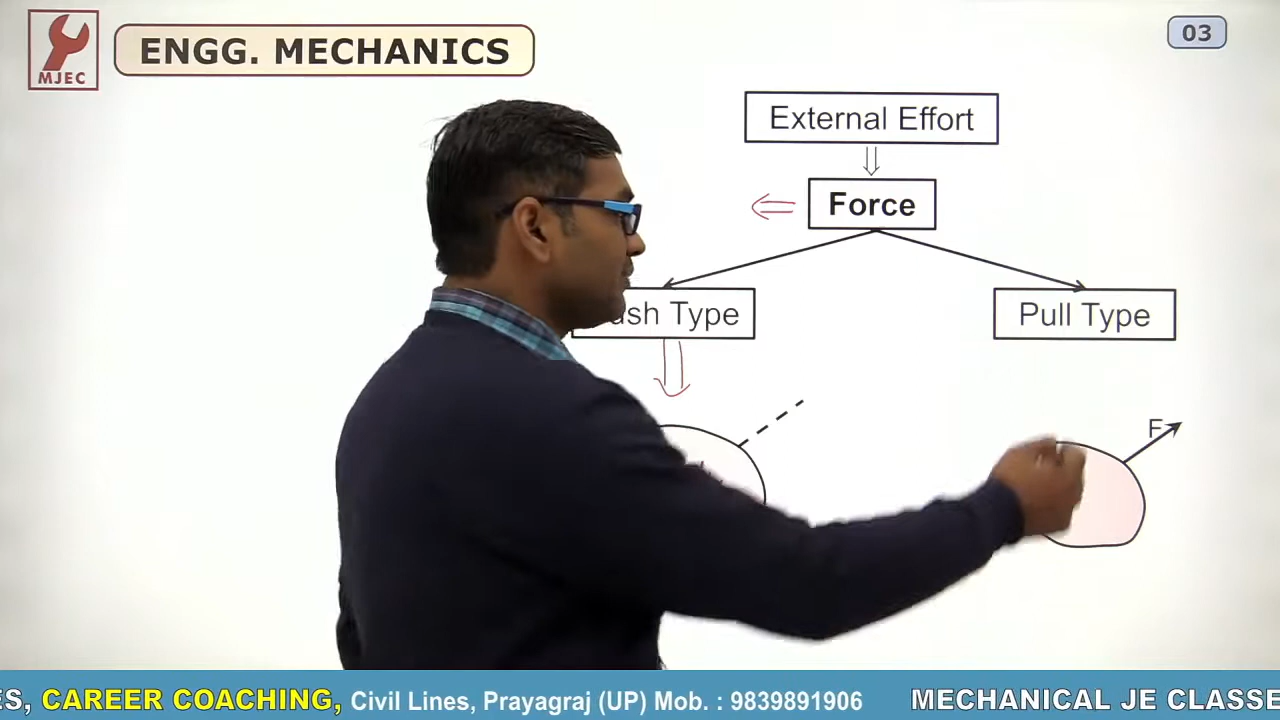 MJEC
ENGG. MECHANICS
03
External Effort
Force
Type
Pull Type
F
CAREER COACHING, Civil Lines, Prayagraj (UP) Mob. : 9839891906 MECHANICAL JE